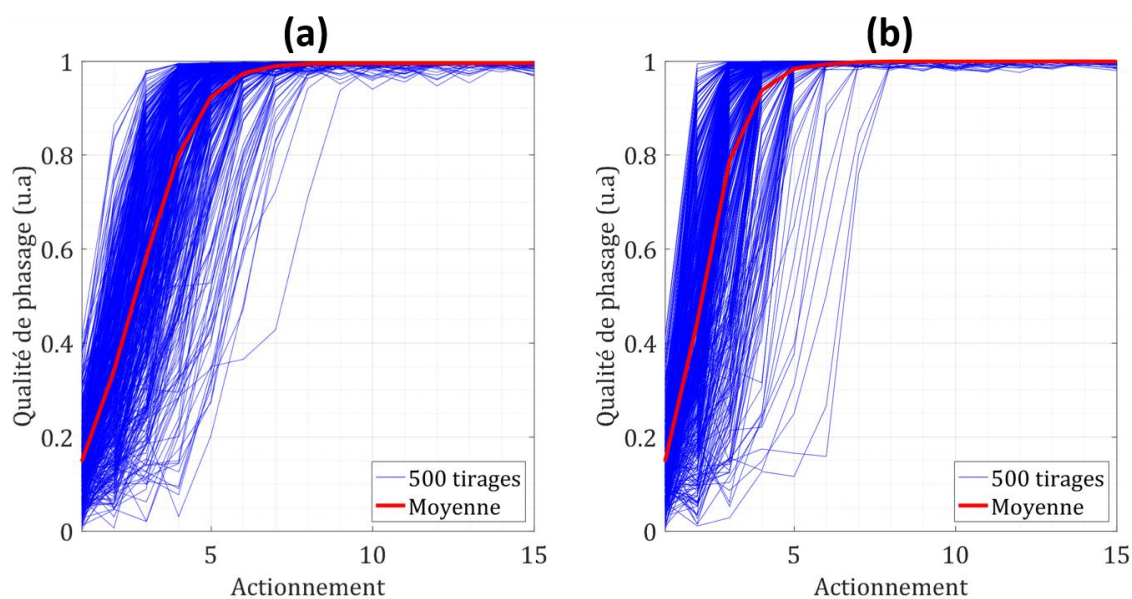 (a)
Qualité de phasage (u.a)
1
0.8
0.6
0.4
0.2
0
5
10
15
Actionnement
500 tirages
Moyenne
(b)
Qualité de phasage (u.a)
1
0.8
0.6
0.4
0.2
0
5
10
15
Actionnement
500 tirages
Moyenne